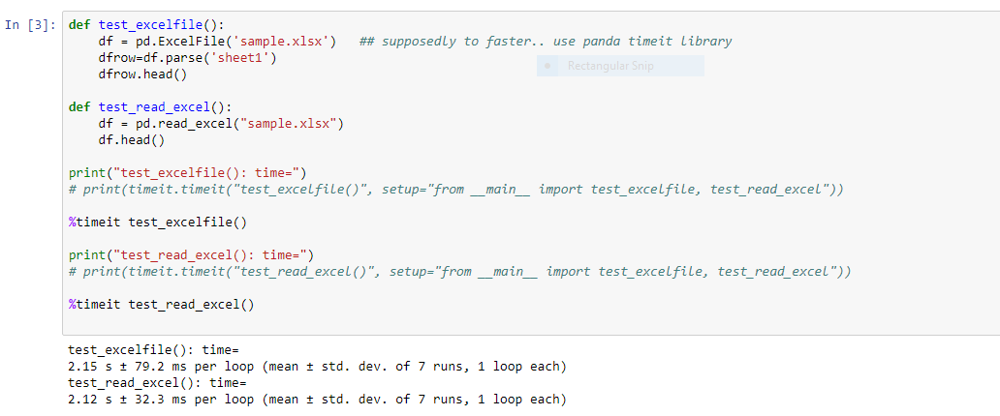 In [3]: def test_excelfile():
    df = pd.ExcelFile('sample.xlsx')   ## supposedly to faster.. use panda timeit library
    dfrow=df.parse('sheet1')
    dfrow.head()
Rectangular Snip
def test_read_excel():
    df = pd.read_excel("sample.xlsx")
    df.head()
print("test_excelfile(): time=")
# print(timeit.timeit("test_excelfile()", setup="from __main__ import test_excelfile, test_read_excel"))
%timeit test_excelfile()
print("test_read_excel(): time=")
# print(timeit.timeit("test_read_excel()", setup="from __main__ import test_excelfile, test_read_excel"))
%timeit test_read_excel()
test_excelfile(): time=
2.15 s ± 79.2 ms per loop (mean ± std. dev. of 7 runs, 1 loop each)
test_read_excel(): time=
2.12 s ± 32.3 ms per loop (mean ± std. dev. of 7 runs, 1 loop each)